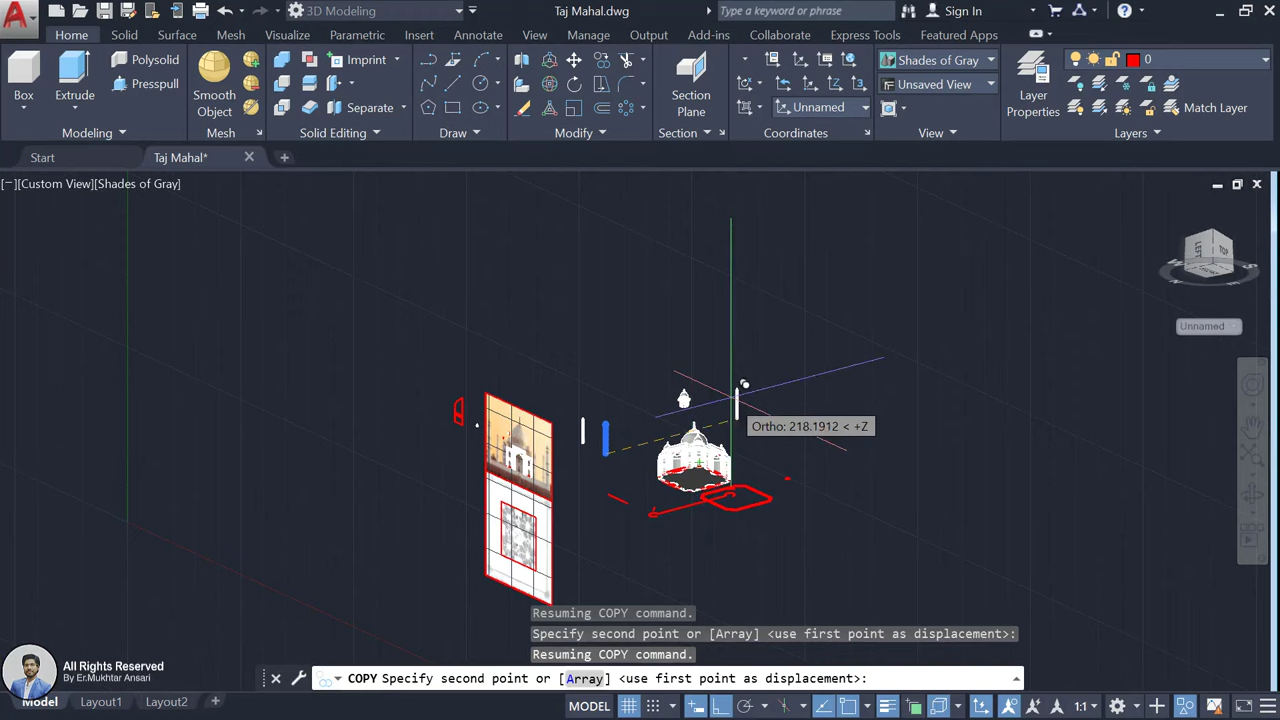 3D Modeling
Taj Mahal.dwg
Type a keyword or phrase
Sign In
Home
Solid
Surface
Mesh
Visualize
Parametric
Insert
Annotate
View
Manage
Output
Add-ins
Collaborate
Express Tools
Featured Apps
Box
Extrude
Polysolid
Presspull
Smooth
Object
Imprint
Separate
Section
Plane
Unnamed
Shades of Gray
Unsaved View
Layer
Properties
0
Match Layer
Modeling
Mesh
Solid Editing
Draw
Modify
Section
Coordinates
View
Layers
Start
Taj Mahal*
[−][Custom View][Shades of Gray]
LEFT
TOP
Unnamed
Ortho: 218.1912 < +Z
Resuming COPY command.
Specify second point or [Array] <use first point as displacement>:
Resuming COPY command.
COPY Specify second point or [Array] <use first point as displacement>:
All Rights Reserved
By Er.Mukhtar Ansari
Model
Layout1
Layout2
MODEL
1:1